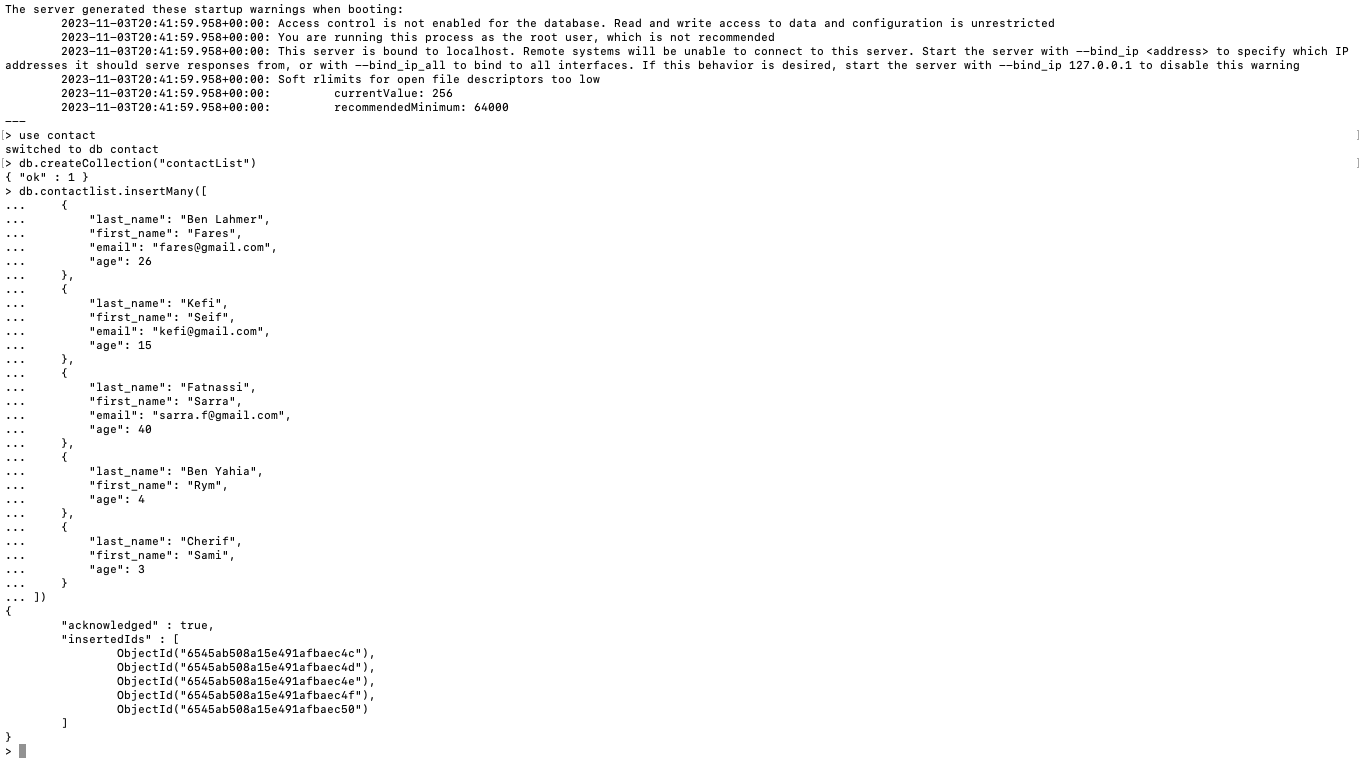 The server generated these startup warnings when booting:
        2023-11-03T20:41:59.958+00:00: Access control is not enabled for the database. Read and write access to data and configuration is unrestricted
        2023-11-03T20:41:59.958+00:00: You are running this process as the root user, which is not recommended
        2023-11-03T20:41:59.958+00:00: This server is bound to localhost. Remote systems will be unable to connect to this server. Start the server with --bind_ip <address> to specify which IP
addresses it should serve responses from, or with --bind_ip_all to bind to all interfaces. If this behavior is desired, start the server with --bind_ip 127.0.0.1 to disable this warning
        2023-11-03T20:41:59.958+00:00: Soft rlimits for open file descriptors too low
        2023-11-03T20:41:59.958+00:00:         currentValue: 256
        2023-11-03T20:41:59.958+00:00:         recommendedMinimum: 64000
---
[> use contact ]
switched to db contact
[> db.createCollection("contactList") ]
{ "ok" : 1 }
> db.contactlist.insertMany([
...     {
...         "last_name": "Ben Lahmer",
...         "first_name": "Fares",
...         "email": "fares@gmail.com",
...         "age": 26
...     },
...     {
...         "last_name": "Kefi",
...         "first_name": "Seif",
...         "email": "kefi@gmail.com",
...         "age": 15
...     },
...     {
...         "last_name": "Fatnassi",
...         "first_name": "Sarra",
...         "email": "sarra.f@gmail.com",
...         "age": 40
...     },
...     {
...         "last_name": "Ben Yahia",
...         "first_name": "Rym",
...         "age": 4
...     },
...     {
...         "last_name": "Cherif",
...         "first_name": "Sami",
...         "age": 3
...     }
... ])
{
        "acknowledged" : true,
        "insertedIds" : [
                ObjectId("6545ab508a15e491afbaec4c"),
                ObjectId("6545ab508a15e491afbaec4d"),
                ObjectId("6545ab508a15e491afbaec4e"),
                ObjectId("6545ab508a15e491afbaec4f"),
                ObjectId("6545ab508a15e491afbaec50")
        ]
}
>